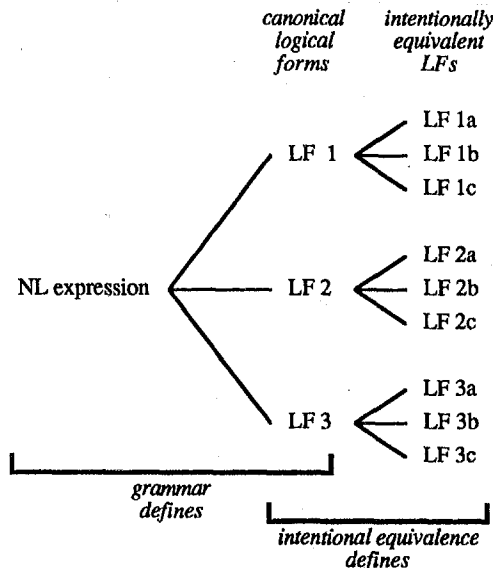 canonical
logical
forms
intentionally
equivalent
LFs
LF 1a
LF 1
LF 1b
LF 1c
LF 2a
NL expression
LF 2
LF 2b
LF 2c
LF 3a
LF 3
LF 3b
LF 3c
grammar
defines
intentional equivalence
defines